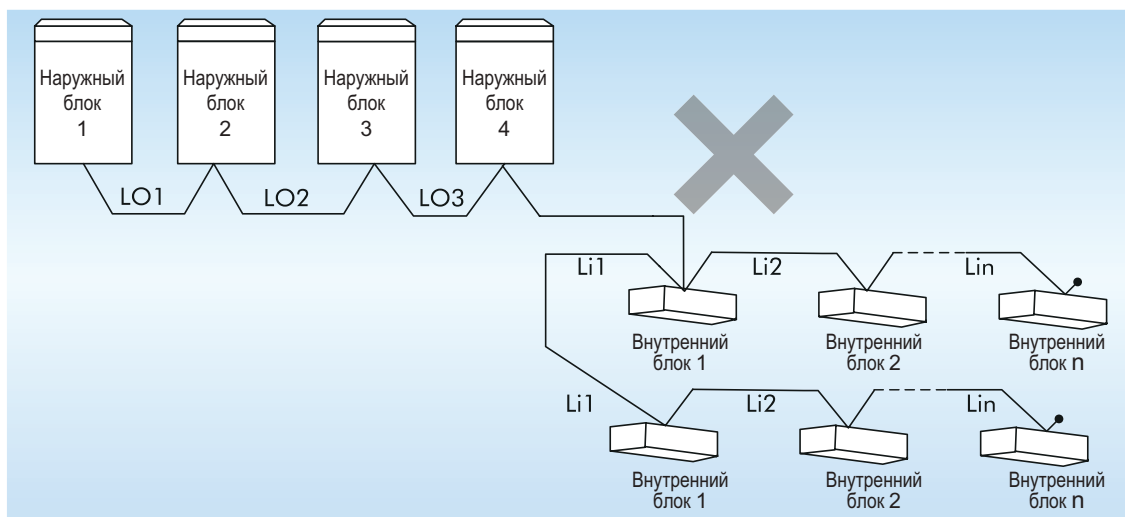 Наружный
блок
1
Наружный
блок
2
Наружный
блок
3
Наружный
блок
4
LO1
LO2
LO3
Li1
Li2
Lin
Внутренний
блок 1
Внутренний
блок 2
Внутренний
блок n
Li1
Li2
Lin
Внутренний
блок 1
Внутренний
блок 2
Внутренний
блок n